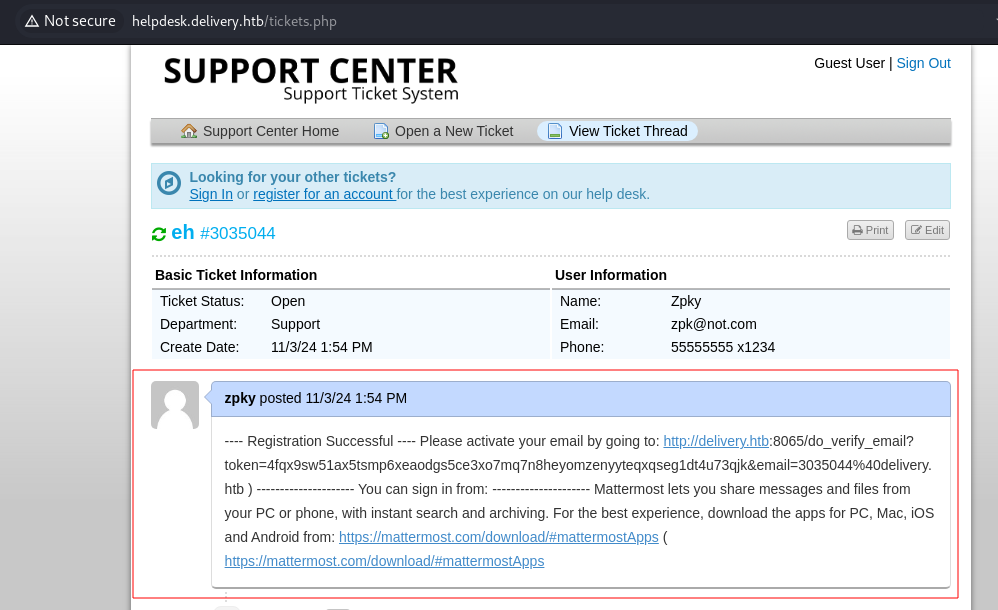 Not secure helpdesk.delivery.htb/tickets.php
SUPPORT CENTER
Support Ticket System
Guest User | Sign Out
Support Center Home Open a New Ticket View Ticket Thread
Looking for your other tickets?
Sign In or register for an account for the best experience on our help desk.
eh #3035044
Print Edit
Basic Ticket Information User Information
Ticket Status: Open Name: Zpky
Department: Support Email: zpk@not.com
Create Date: 11/3/24 1:54 PM Phone: 55555555 x1234
zpky posted 11/3/24 1:54 PM
---- Registration Successful ---- Please activate your email by going to: http://delivery.htb:8065/do_verify_email?
token=4fqx9sw51ax5tsmp6xeaodgs5ce3xo7mq7n8heyomzenyyteqxqseg1dt4u73qjk&email=3035044%40delivery.
htb ) --------------------- You can sign in from: --------------------- Mattermost lets you share messages and files from
your PC or phone, with instant search and archiving. For the best experience, download the apps for PC, Mac, iOS
and Android from: https://mattermost.com/download/#mattermostApps (
https://mattermost.com/download/#mattermostApps